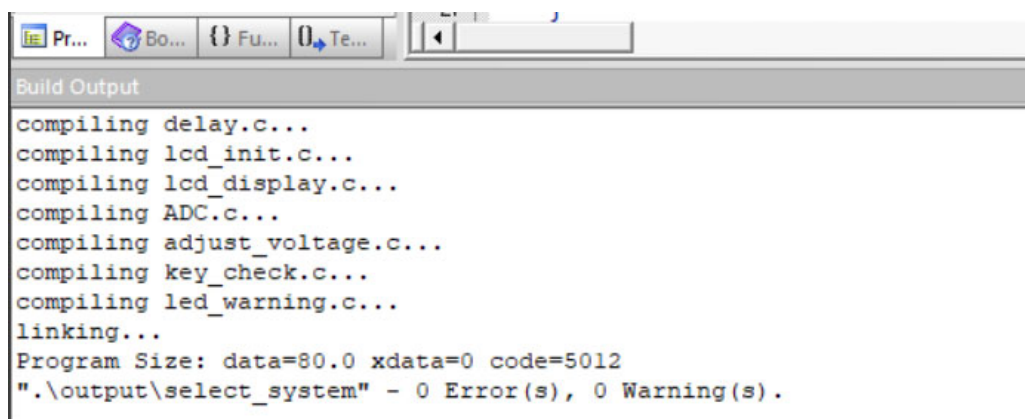 Pr...
Bo...
{} Fu...
Te...
Build Output
compiling delay.c...
compiling lcd_init.c...
compiling lcd_display.c...
compiling ADC.c...
compiling adjust_voltage.c...
compiling key_check.c...
compiling led_warning.c...
linking...
Program Size: data=80.0 xdata=0 code=5012
".\output\select_system" - 0 Error(s), 0 Warning(s).